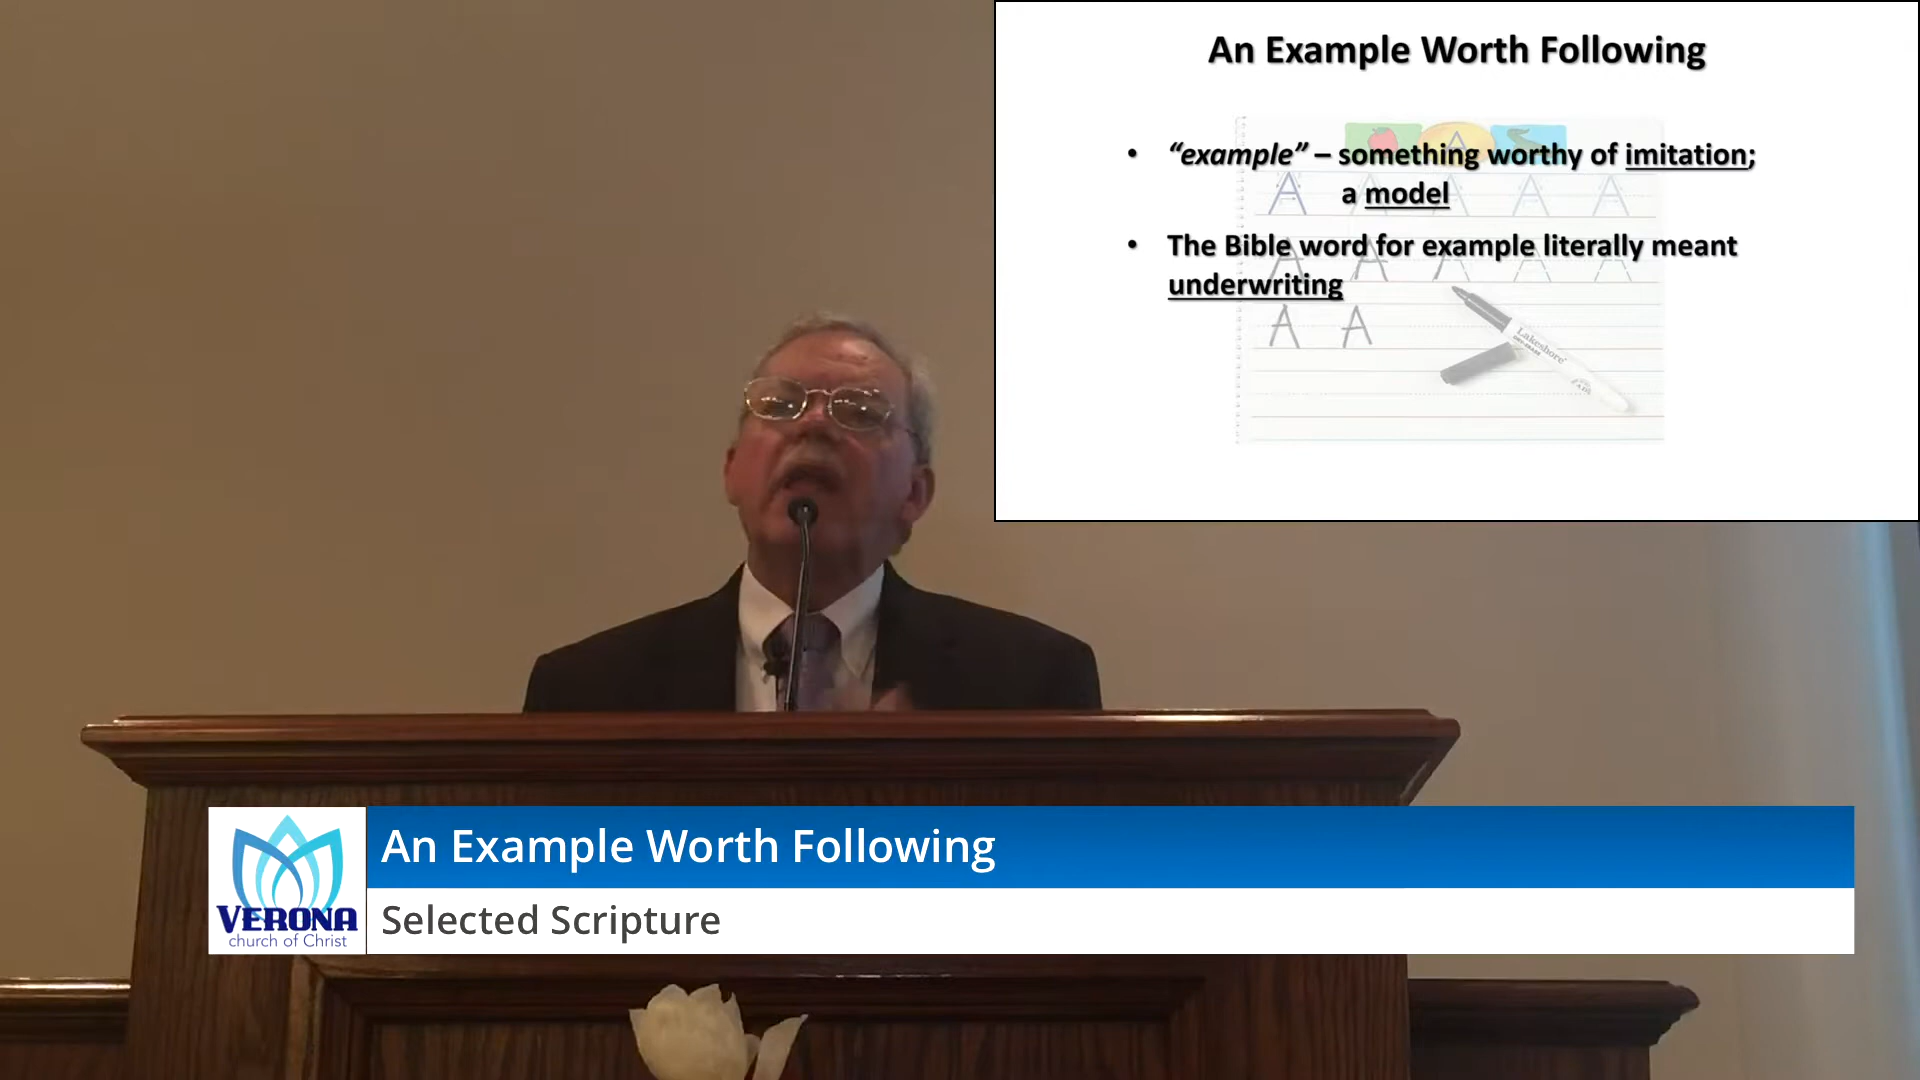 An Example Worth Following
• “example” – something worthy of imitation;
a model
• The Bible word for example literally meant
underwriting
A
A A A A A
A A A A A
A A
Lakeshore
An Example Worth Following
VERONA
church of Christ
Selected Scripture